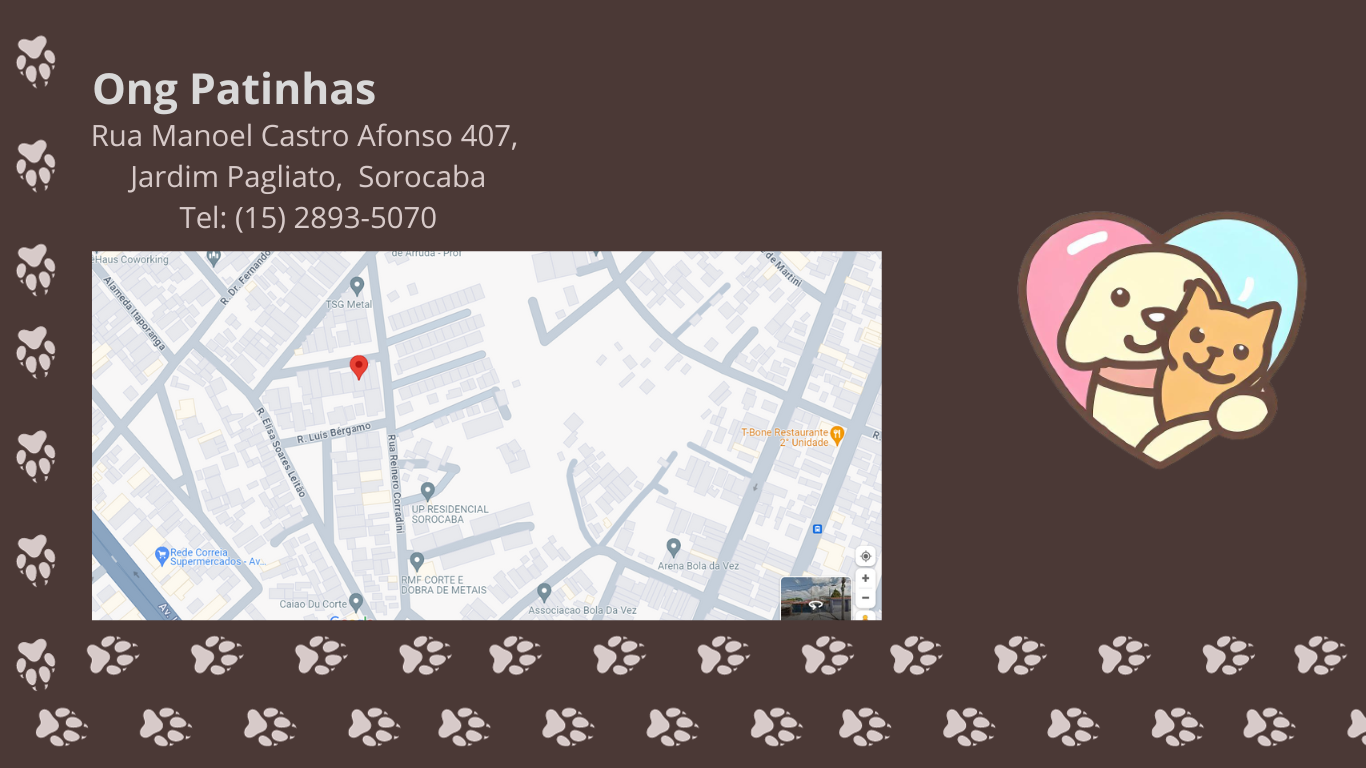 Ong Patinhas
Rua Manoel Castro Afonso 407,
Jardim Pagliato,  Sorocaba
Tel: (15) 2893-5070
eHaus Coworking
de Arruda - Prof
R. Dr. Fernando
de Martini
Alameda Itaporanga
TSG Metal
R. Elisa Soares Leitão
R. Luís Bérgamo
Rua Reinero Corradini
T-Bone Restaurante
2° Unidade
R
UP RESIDENCIAL
SOROCABA
Rede Correia
Supermercados - Av...
RMF CORTE E
DOBRA DE METAIS
Arena Bola da Vez
Caiao Du Corte
Associacao Bola Da Vez
Av.